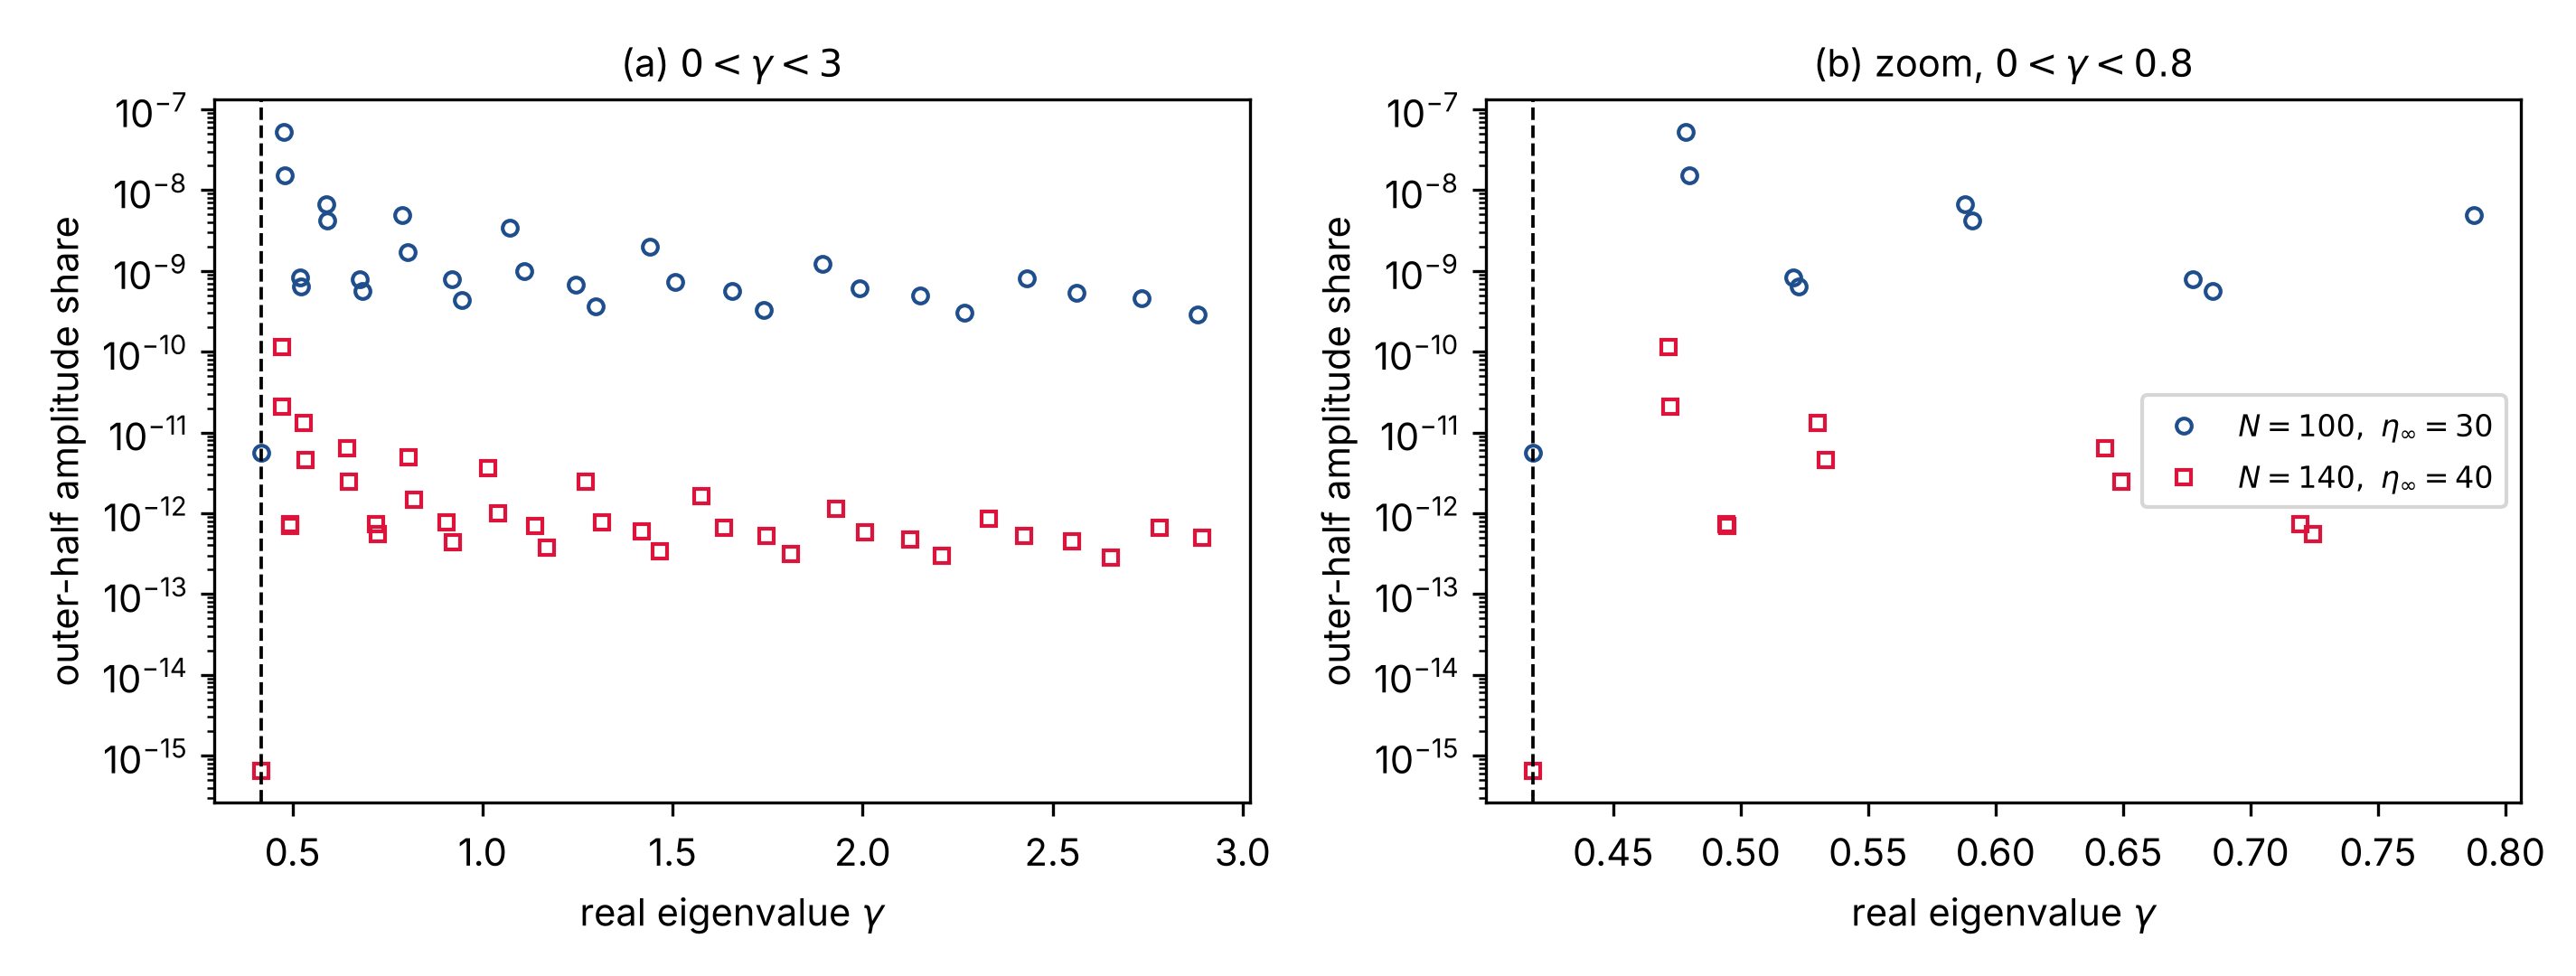 (a) 0 < γ < 3
outer-half amplitude share
10⁻⁷
10⁻⁸
10⁻⁹
10⁻¹⁰
10⁻¹¹
10⁻¹²
10⁻¹³
10⁻¹⁴
10⁻¹⁵
0.5 1.0 1.5 2.0 2.5 3.0
real eigenvalue γ
(b) zoom, 0 < γ < 0.8
outer-half amplitude share
10⁻⁷
10⁻⁸
10⁻⁹
10⁻¹⁰
10⁻¹¹
10⁻¹²
10⁻¹³
10⁻¹⁴
10⁻¹⁵
N = 100, η∞ = 30
N = 140, η∞ = 40
0.45 0.50 0.55 0.60 0.65 0.70 0.75 0.80
real eigenvalue γ